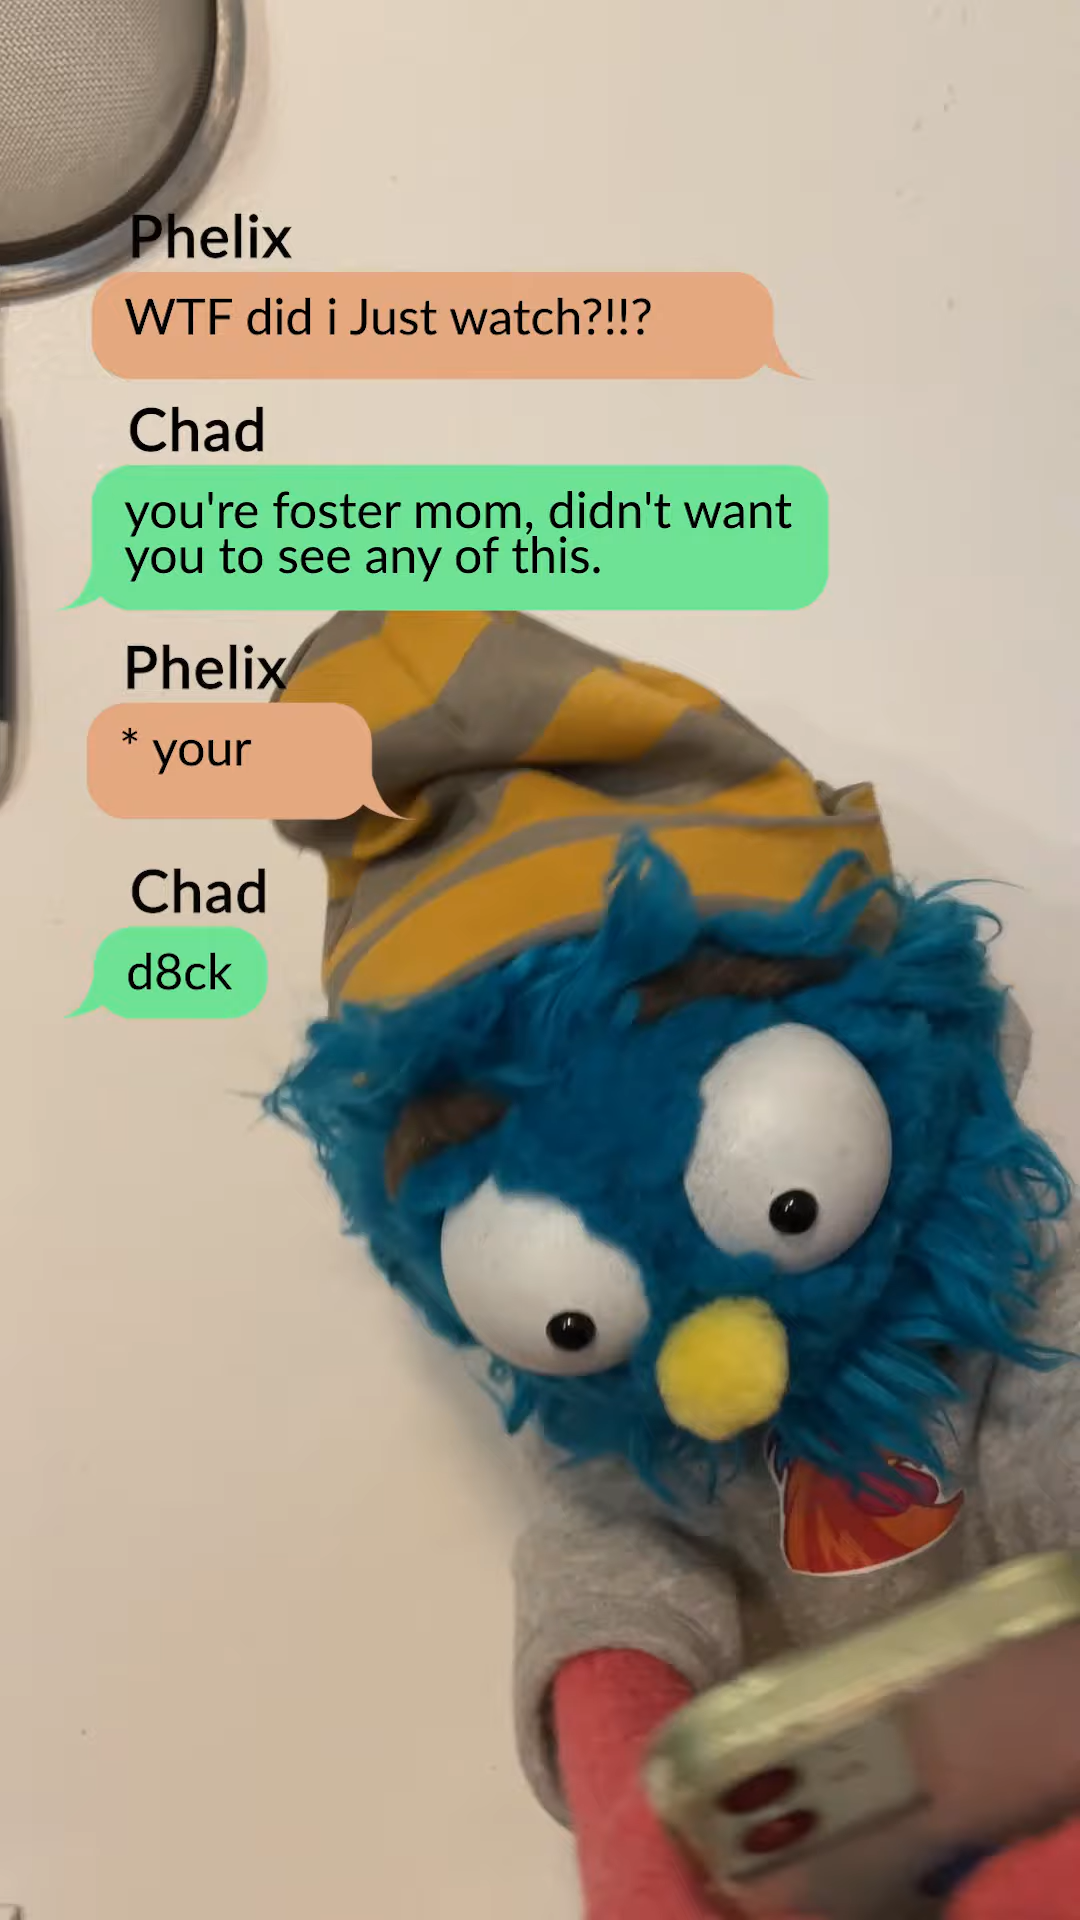 Phelix
WTF did i Just watch?!!?
Chad
you're foster mom, didn't want
you to see any of this.
Phelix
* your
Chad
d8ck